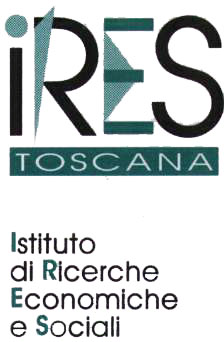 iRES
TOSCANA
Istituto
di Ricerche
Economiche
e Sociali